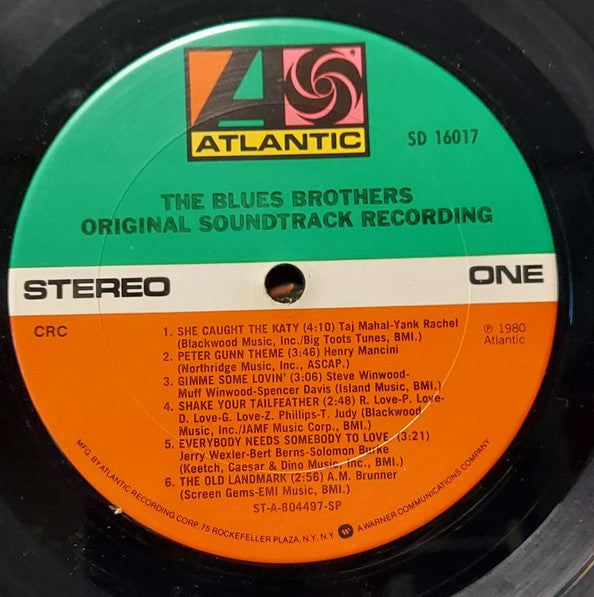 ATLANTIC
SD 16017
THE BLUES BROTHERS
ORIGINAL SOUNDTRACK RECORDING
STEREO
ONE
CRC
℗ 1980
Atlantic
1. SHE CAUGHT THE KATY (4:10) Taj Mahal-Yank Rachel
(Blackwood Music, Inc./Big Toots Tunes, BMI.)
2. PETER GUNN THEME (3:46) Henry Mancini
(Northridge Music, Inc., ASCAP.)
3. GIMME SOME LOVIN' (3:06) Steve Winwood-
Muff Winwood-Spencer Davis (Island Music, BMI.)
4. SHAKE YOUR TAILFEATHER (2:48) R. Love-P. Love-
D. Love-G. Love-Z. Phillips-T. Judy (Blackwood
Music, Inc./JAMF Music Corp., BMI.)
5. EVERYBODY NEEDS SOMEBODY TO LOVE (3:21)
Jerry Wexler-Bert Berns-Solomon Burke
(Keetch, Caesar & Dino Music, Inc., BMI.)
6. THE OLD LANDMARK (2:56) A.M. Brunner
(Screen Gems-EMI Music, BMI.)
ST-A-804497-SP
MFG. BY ATLANTIC RECORDING CORP., 75 ROCKEFELLER PLAZA, N.Y. N.Y. A WARNER COMMUNICATIONS COMPANY